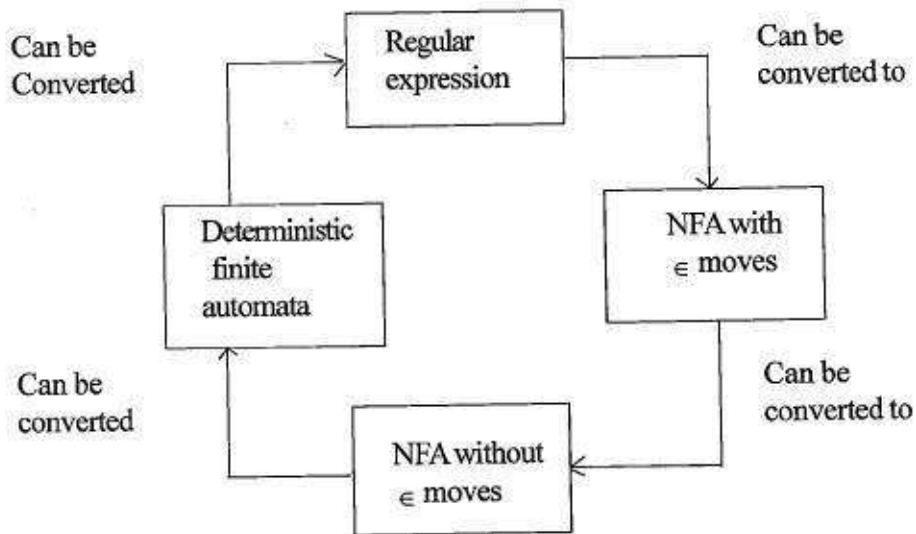 Can be
Converted
Regular
expression
Can be
converted to
Deterministic
finite
automata
NFA with
∈ moves
Can be
converted
NFA without
∈ moves
Can be
converted to